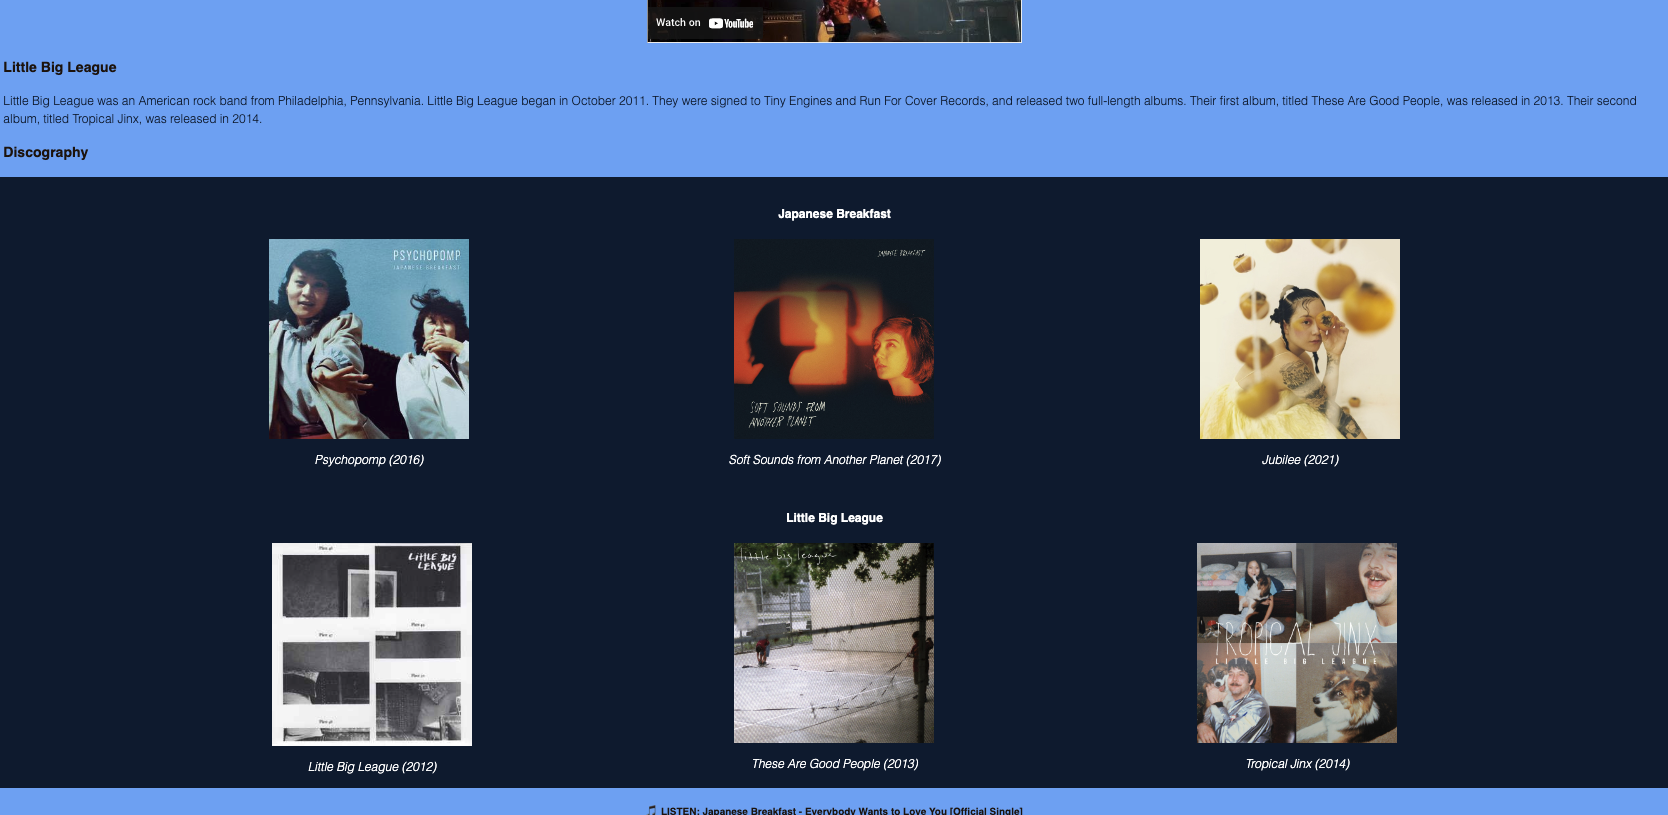 Watch on YouTube
Little Big League
Little Big League was an American rock band from Philadelphia, Pennsylvania. Little Big League began in October 2011. They were signed to Tiny Engines and Run For Cover Records, and released two full-length albums. Their first album, titled These Are Good People, was released in 2013. Their second
album, titled Tropical Jinx, was released in 2014.
Discography
Japanese Breakfast
PSYCHOPOMP
JAPANESE BREAKFAST
JAPANESE BREAKFAST
SOFT SOUNDS FROM
ANOTHER PLANET
Psychopomp (2016)
Soft Sounds from Another Planet (2017)
Jubilee (2021)
Little Big League
LITTLE BIG
LEAGUE
little big league
TROPICAL JINX
LITTLE BIG LEAGUE
Little Big League (2012)
These Are Good People (2013)
Tropical Jinx (2014)
🎵 LISTEN: Japanese Breakfast - Everybody Wants to Love You [Official Single]